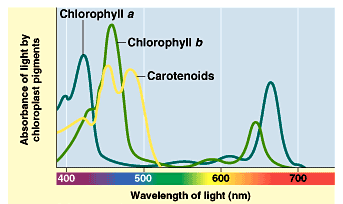 Chlorophyll a
Chlorophyll b
Carotenoids
Absorbance of light by
chloroplast pigments
400 500 600 700
Wavelength of light (nm)